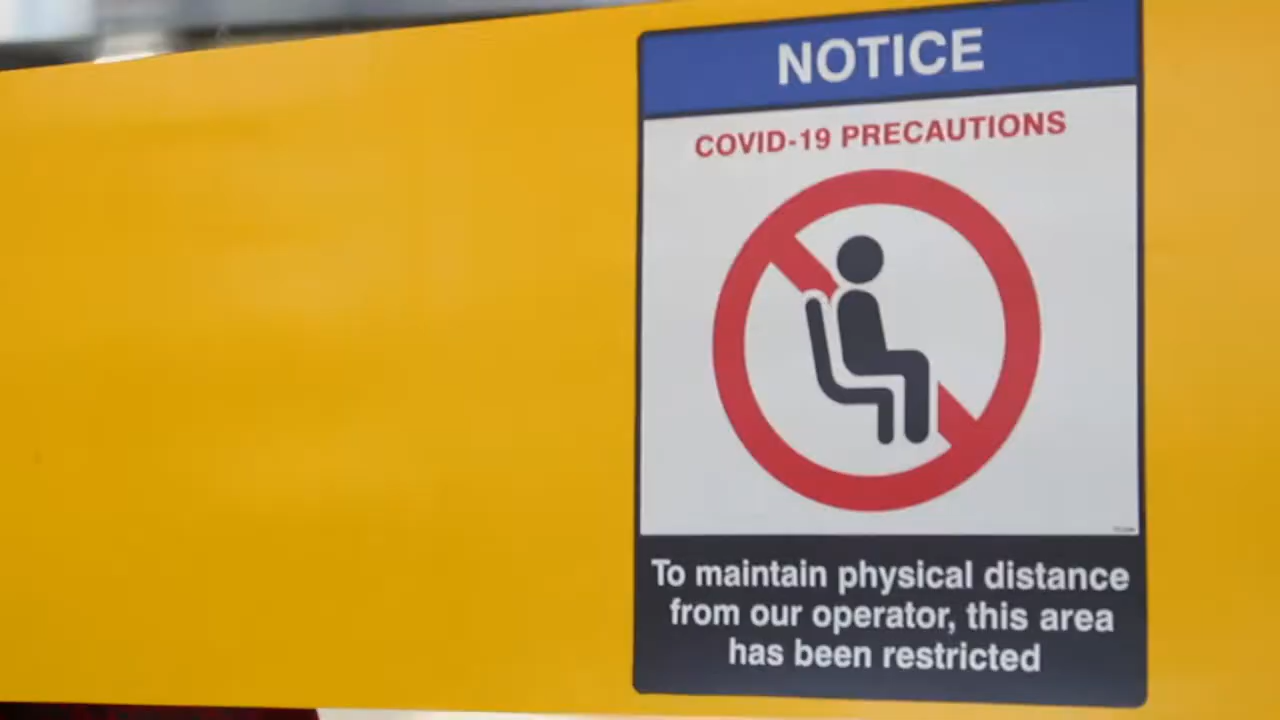 NOTICE
COVID-19 PRECAUTIONS
To maintain physical distance
from our operator, this area
has been restricted